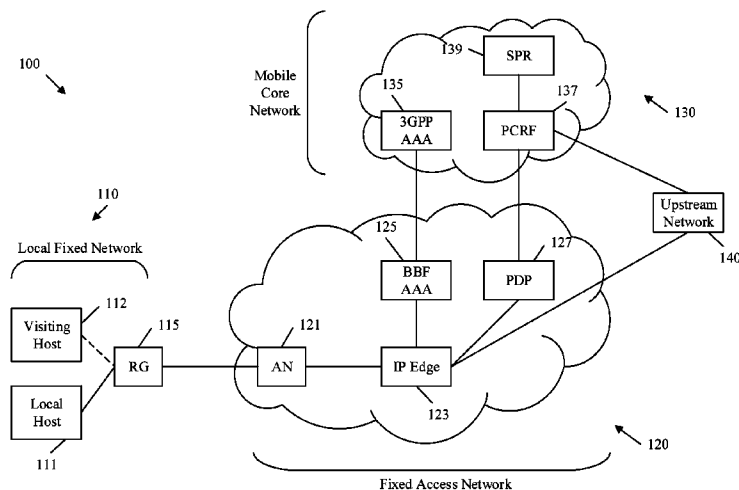 100
Mobile
Core
Network
139
SPR
135
3GPP
AAA
137
PCRF
130
110
Local Fixed Network
112
Visiting
Host
115
RG
Local
Host
111
121
AN
125
BBF
AAA
127
PDP
IP Edge
123
Upstream
Network
140
120
Fixed Access Network